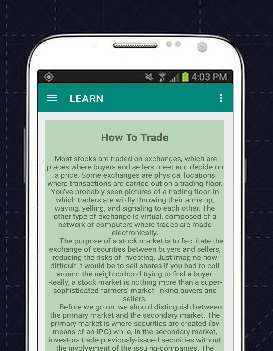 4:03 PM
LEARN
How To Trade
Most stocks are traded on exchanges, which are
places where buyers and sellers meet and decide on
a price. Some exchanges are physical locations
where transactions are carried out on a trading floor.
You've probably seen pictures of a trading floor, in
which traders are wildly throwing their arms up,
waving, yelling, and signaling to each other. The
other type of exchange is virtual, composed of a
network of computers where trades are made
electronically.
The purpose of a stock market is to facilitate the
exchange of securities between buyers and sellers,
reducing the risks of investing. Just imagine how
difficult it would be to sell shares if you had to call
around the neighborhood trying to find a buyer.
Really, a stock market is nothing more than a super-
sophisticated farmers' market linking buyers and
sellers.
Before we go on, we should distinguish between
the primary market and the secondary market. The
primary market is where securities are created (by
means of an IPO) while, in the secondary market,
investors trade previously-issued securities without
the involvement of the issuing-companies. The